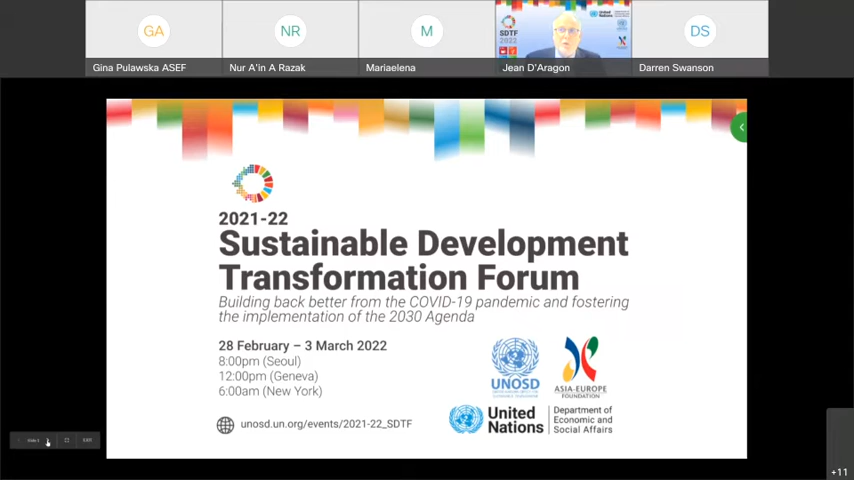 GA
NR
M
SDTF
2022
United
Nations
DS
Gina Pulawska ASEF
Nur A'in A Razak
Mariaelena
Jean D'Aragon
Darren Swanson
2021-22
Sustainable Development
Transformation Forum
Building back better from the COVID-19 pandemic and fostering
the implementation of the 2030 Agenda
28 February – 3 March 2022
8:00pm (Seoul)
12:00pm (Geneva)
6:00am (New York)
UNOSD
ASIA-EUROPE
FOUNDATION
unosd.un.org/events/2021-22_SDTF
United
Nations
Department of
Economic and
Social Affairs
EXIT
+11